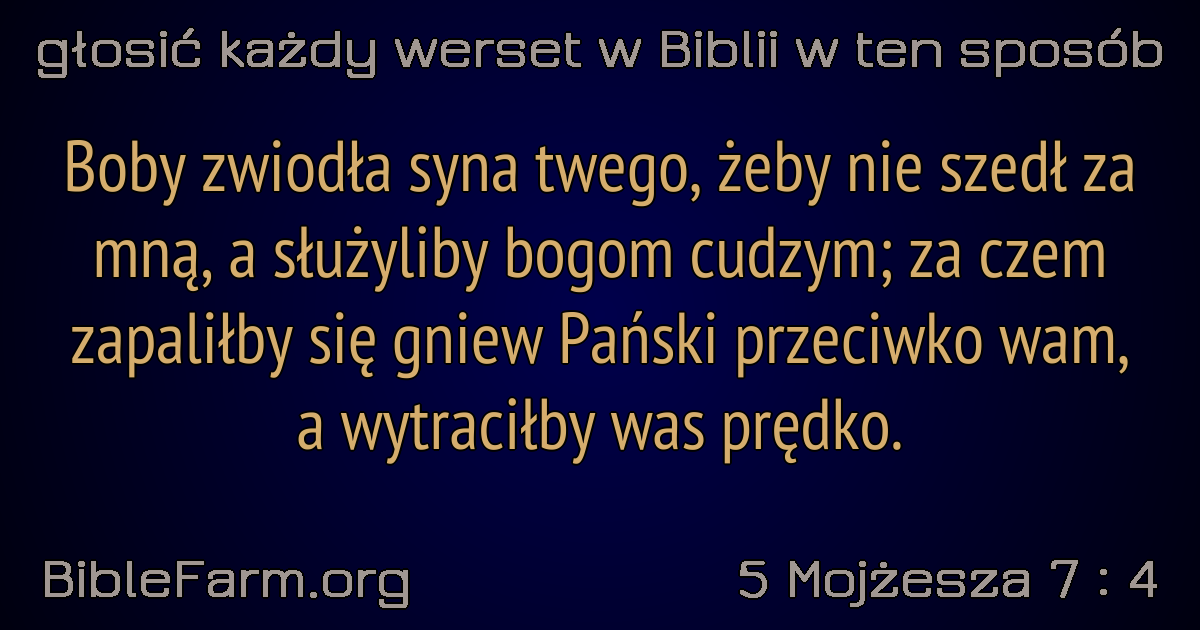 głosić każdy werset w Biblii w ten sposób
Boby zwiodła syna twego, żeby nie szedł za
mną, a służyliby bogom cudzym; za czem
zapaliłby się gniew Pański przeciwko wam,
a wytraciłby was prędko.
BibleFarm.org
5 Mojżesza 7 : 4